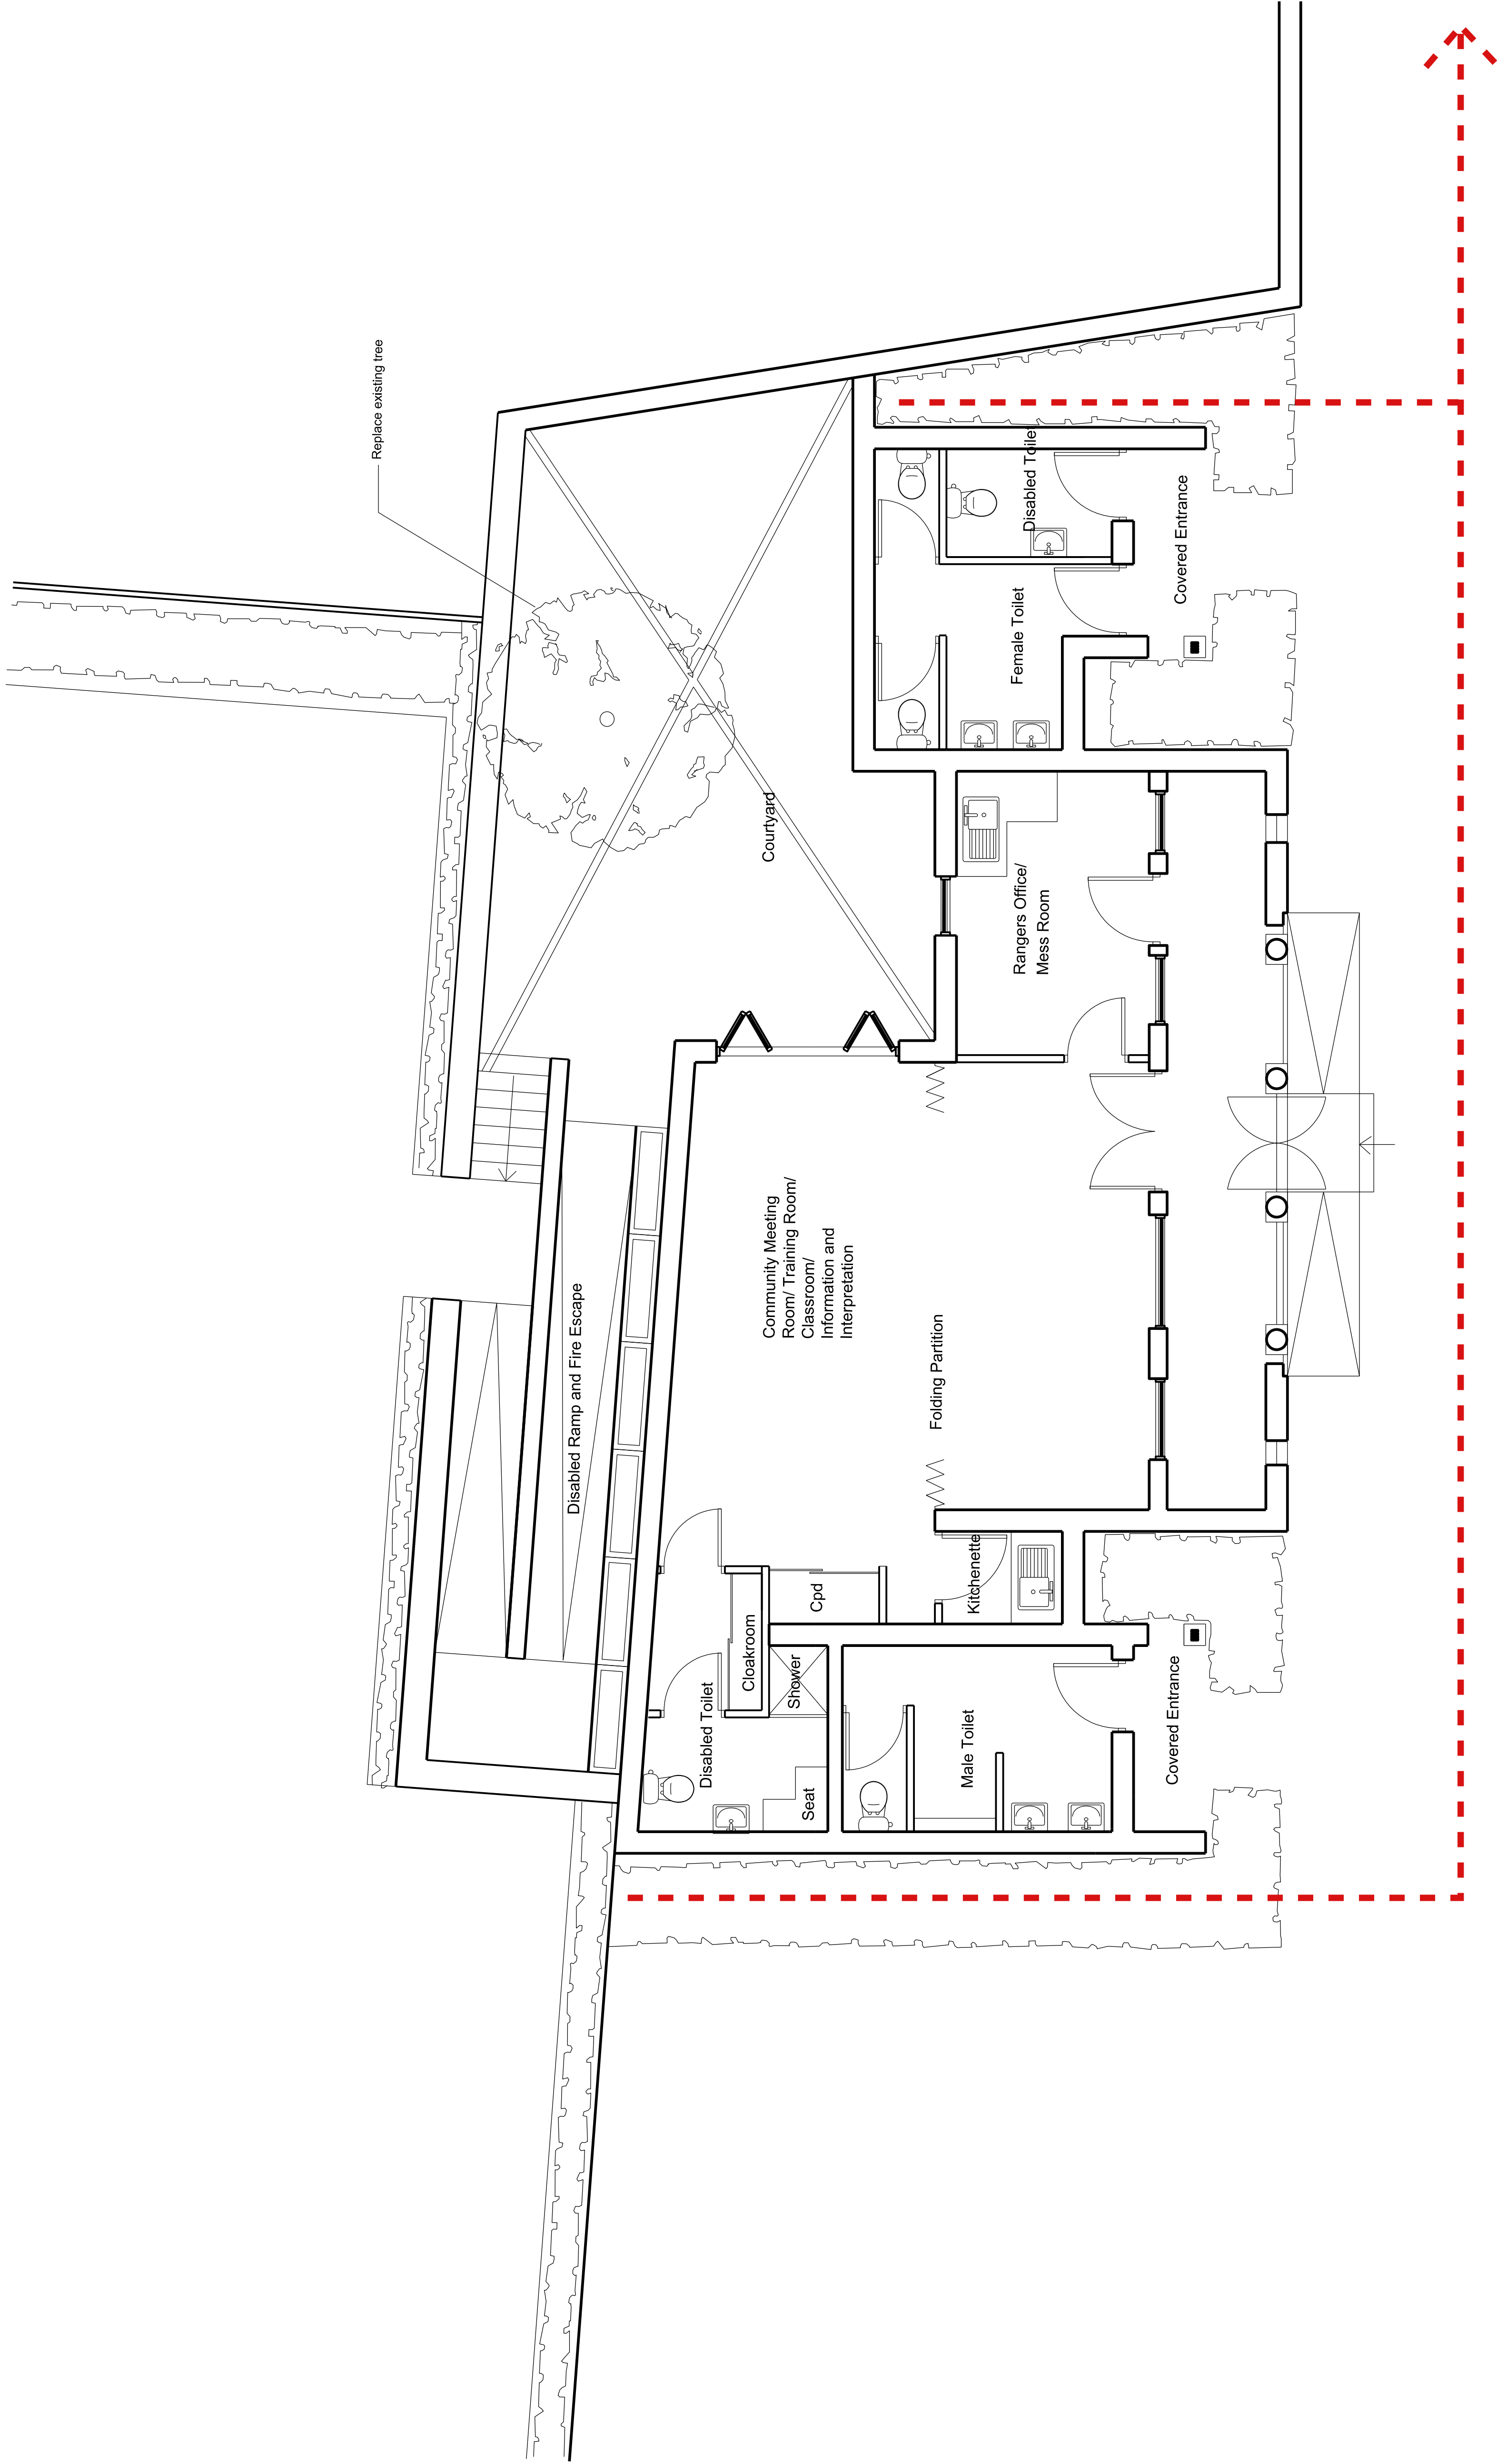 Replace existing tree
Courtyard
Disabled Toilet
Female Toilet
Covered Entrance
Rangers Office/
Mess Room
Community Meeting
Room/ Training Room/
Classroom/
Information and
Interpretation
Folding Partition
Disabled Ramp and Fire Escape
Kitchenette
Cpd
Cloakroom
Shower
Disabled Toilet
Seat
Male Toilet
Covered Entrance